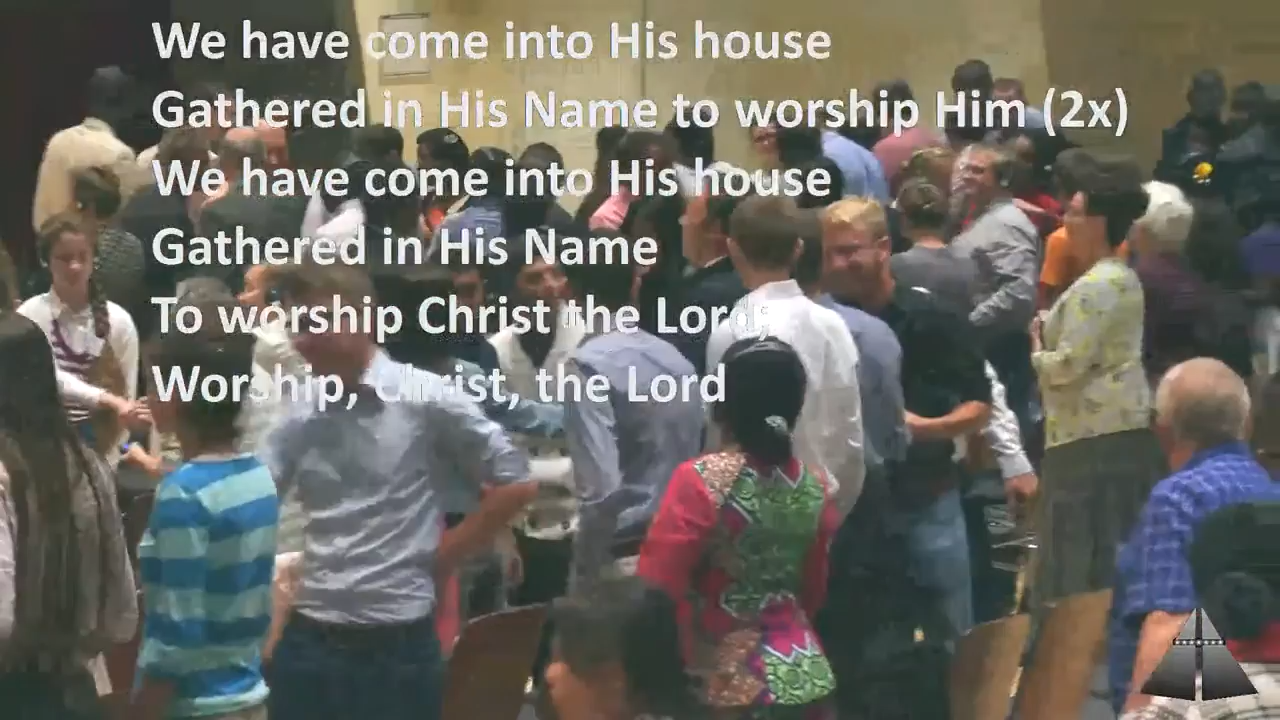 We have come into His house
Gathered in His Name to worship Him (2x)
We have come into His house
Gathered in His Name
To worship Christ the Lord;
Worship, Christ, the Lord